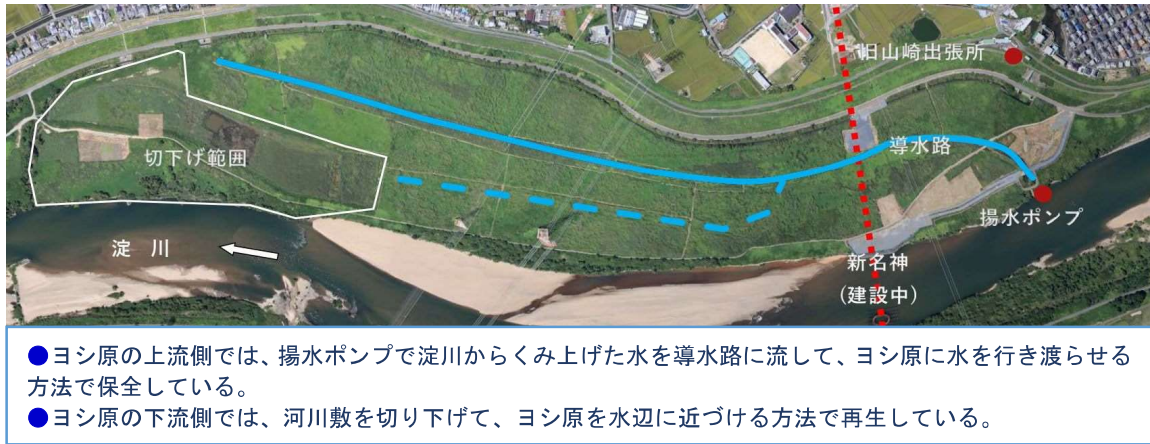 旧山崎出張所
導水路
切下げ範囲
揚水ポンプ
淀 川
新名神
(建設中)
●ヨシ原の上流側では、揚水ポンプで淀川からくみ上げた水を導水路に流して、ヨシ原に水を行き渡らせる
方法で保全している。
●ヨシ原の下流側では、河川敷を切り下げて、ヨシ原を水辺に近づける方法で再生している。